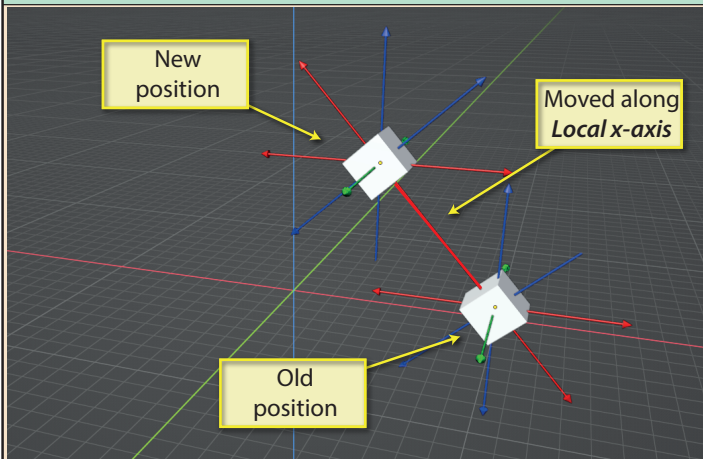 New
position
Moved along
Local x-axis
Old
position